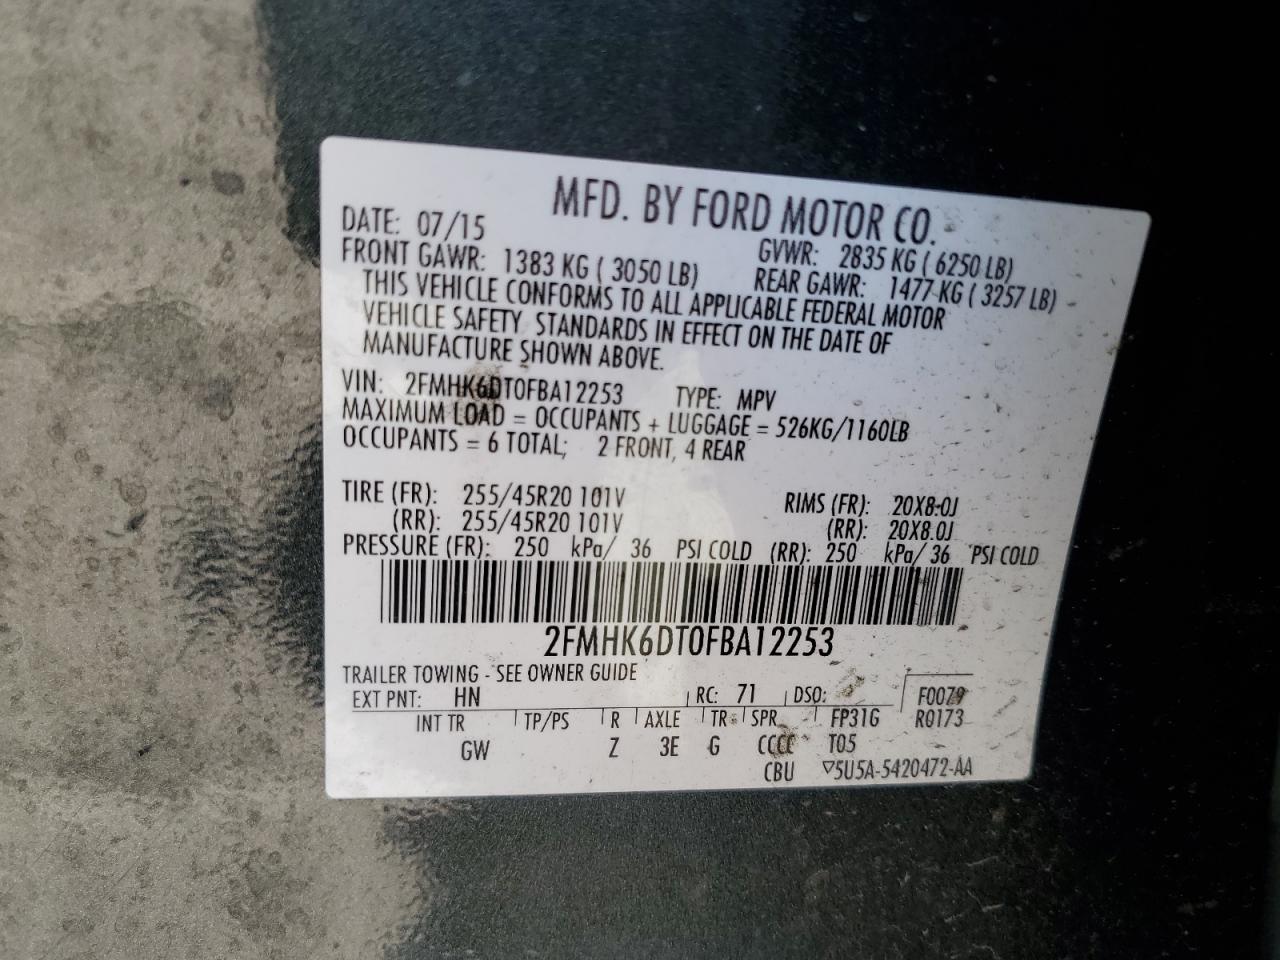 MFD. BY FORD MOTOR CO.
DATE: 07/15 GVWR: 2835 KG ( 6250 LB)
FRONT GAWR: 1383 KG ( 3050 LB) REAR GAWR: 1477 KG ( 3257 LB)
THIS VEHICLE CONFORMS TO ALL APPLICABLE FEDERAL MOTOR
VEHICLE SAFETY STANDARDS IN EFFECT ON THE DATE OF
MANUFACTURE SHOWN ABOVE.
VIN: 2FMHK6DT0FBA12253 TYPE: MPV
MAXIMUM LOAD = OCCUPANTS + LUGGAGE = 526KG/1160LB
OCCUPANTS = 6 TOTAL; 2 FRONT, 4 REAR
TIRE (FR): 255/45R20 101V RIMS (FR): 20X8.0J
(RR): 255/45R20 101V (RR): 20X8.0J
PRESSURE (FR): 250 kPa/ 36 PSI COLD (RR): 250 kPa/ 36 PSI COLD
2FMHK6DT0FBA12253
TRAILER TOWING - SEE OWNER GUIDE
EXT PNT: HN RC: 71 DSO: F0079
INT TR TP/PS R AXLE TR SPR FP31G R0173
GW Z 3E G CCCC T05
CBU ▽5U5A-5420472-AA